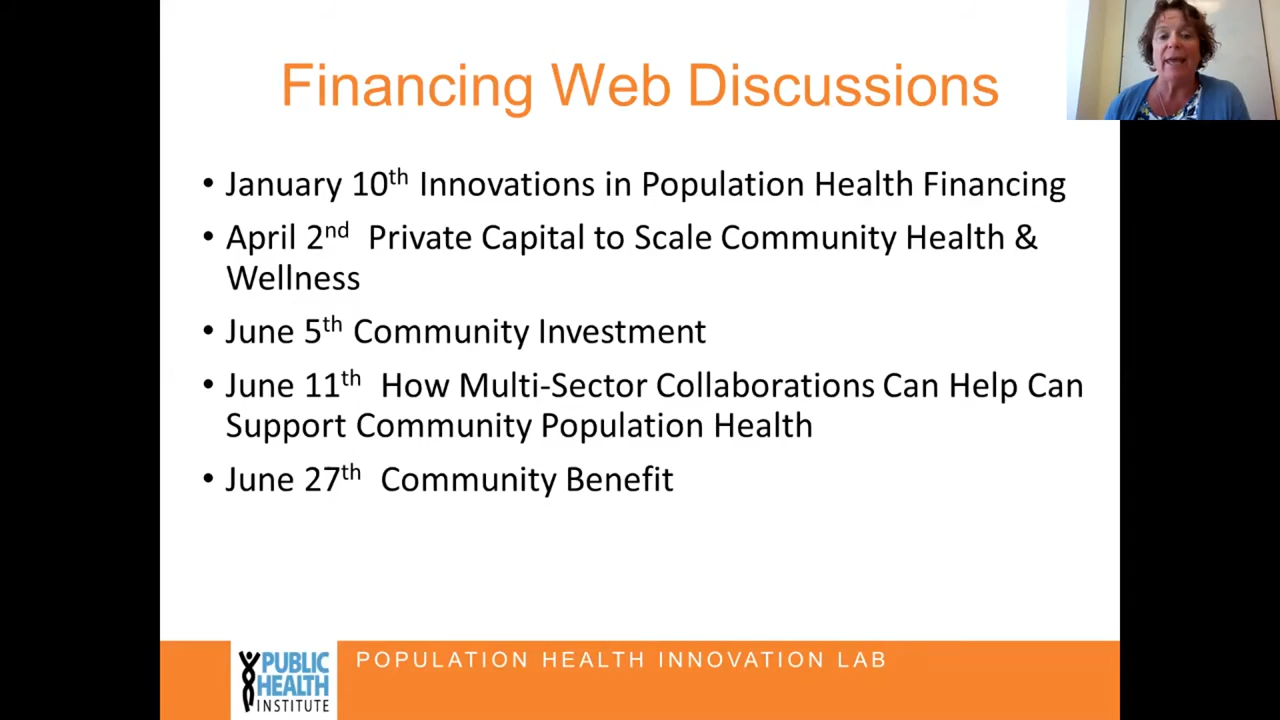 Financing Web Discussions
• January 10th Innovations in Population Health Financing
• April 2nd  Private Capital to Scale Community Health &
Wellness
• June 5th Community Investment
• June 11th  How Multi-Sector Collaborations Can Help Can
Support Community Population Health
• June 27th  Community Benefit
PUBLIC
HEALTH
INSTITUTE
POPULATION HEALTH INNOVATION LAB